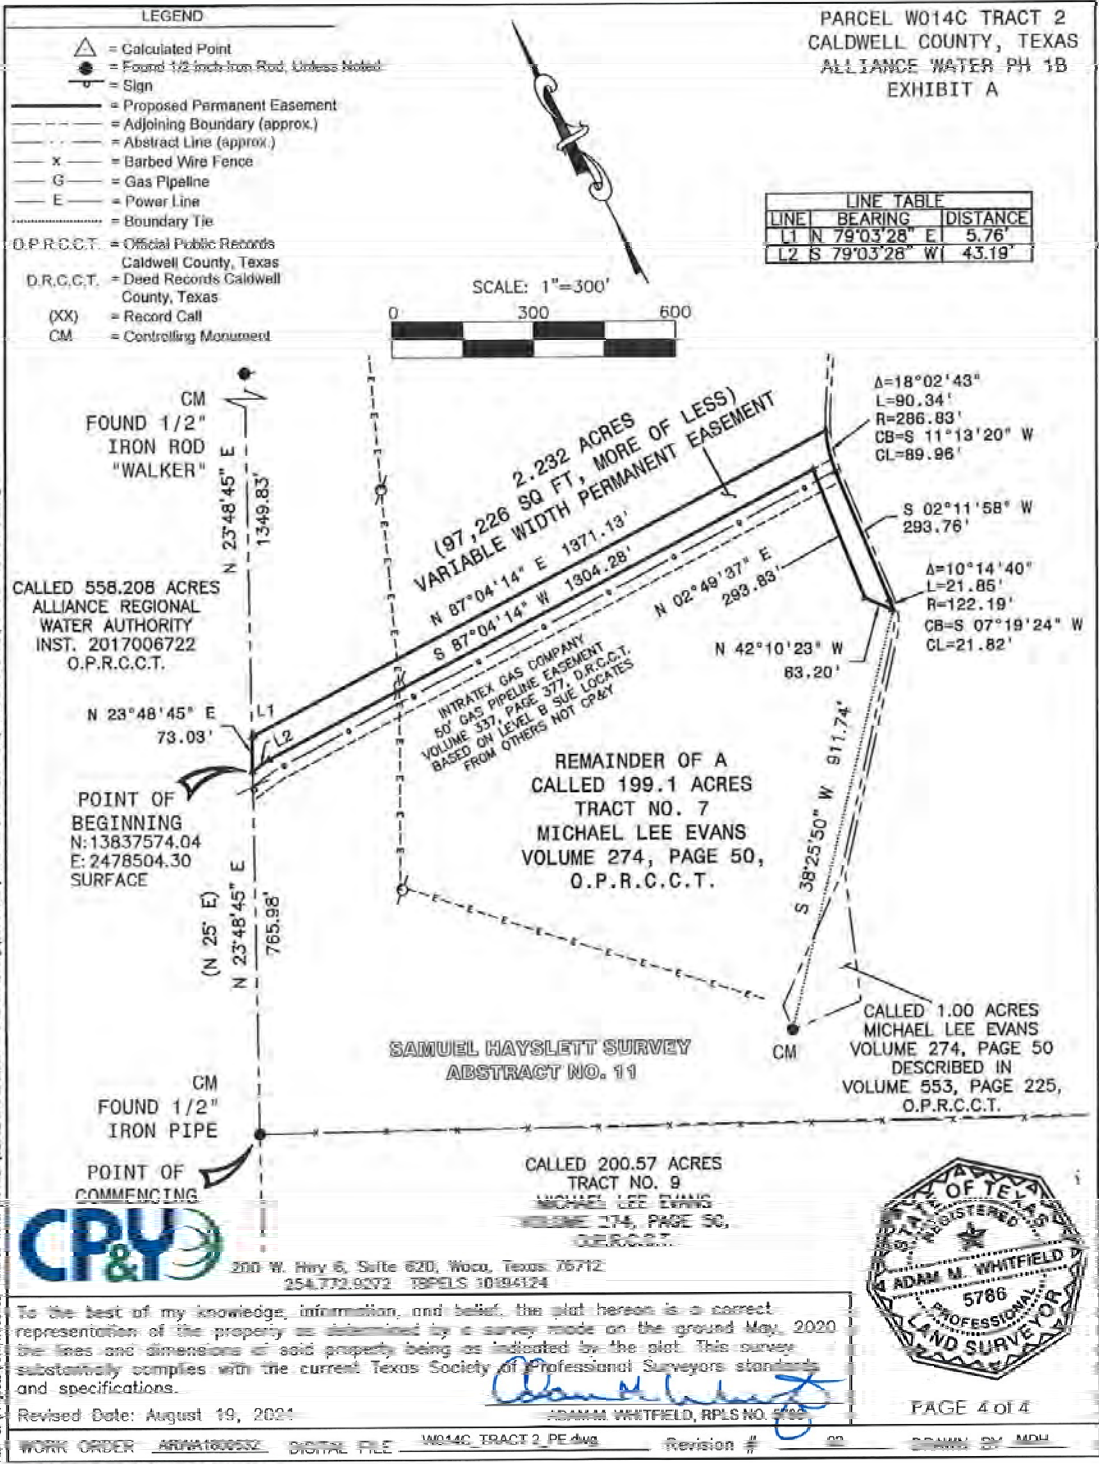 LEGEND
= Calculated Point
= Found 1/2 inch Iron Rod, Unless Noted
= Sign
= Proposed Permanent Easement
= Adjoining Boundary (approx.)
= Abstract Line (approx.)
X = Barbed Wire Fence
G = Gas Pipeline
E = Power Line
= Boundary Tie
O.P.R.C.C.T. = Official Public Records
Caldwell County, Texas
D.R.C.C.T. = Deed Records Caldwell
County, Texas
(XX) = Record Call
CM = Controlling Monument
PARCEL W014C TRACT 2
CALDWELL COUNTY, TEXAS
ALLIANCE WATER PH 1B
EXHIBIT A
LINE TABLE
LINE BEARING DISTANCE
L1 N 79°03'28" E 5.76'
L2 S 79°03'28" W 43.19'
SCALE: 1"=300'
0 300 600
CM
FOUND 1/2"
IRON ROD
"WALKER"
N 23°48'45" E
1349.83'
2.232 ACRES
(97,226 SQ FT, MORE OF LESS)
VARIABLE WIDTH PERMANENT EASEMENT
N 87°04'14" E 1371.13'
S 87°04'14" W 1304.28'
Δ=18°02'43"
L=90.34'
R=286.83'
CB=S 11°13'20" W
CL=89.96'
S 02°11'58" W
293.76'
Δ=10°14'40"
L=21.85'
R=122.19'
CB=S 07°19'24" W
CL=21.82'
N 02°49'37" E
293.83'
N 42°10'23" W
63.20'
CALLED 558.208 ACRES
ALLIANCE REGIONAL
WATER AUTHORITY
INST. 2017006722
O.P.R.C.C.T.
N 23°48'45" E
73.03'
L1
L2
INTRATEX GAS COMPANY
50' GAS PIPELINE EASEMENT
VOLUME 337, PAGE 377, D.R.C.C.T.
BASED ON LEVEL B SUE LOCATES
FROM OTHERS NOT CP&Y
POINT OF
BEGINNING
N:13837574.04
E:2478504.30
SURFACE
REMAINDER OF A
CALLED 199.1 ACRES
TRACT NO. 7
MICHAEL LEE EVANS
VOLUME 274, PAGE 50,
O.P.R.C.C.T.
S 38°25'50" W 911.74'
(N 25° E)
N 23°48'45" E
765.98'
CALLED 1.00 ACRES
MICHAEL LEE EVANS
VOLUME 274, PAGE 50
DESCRIBED IN
VOLUME 553, PAGE 225,
O.P.R.C.C.T.
CM
SAMUEL HAYSLETT SURVEY
ABSTRACT NO. 11
CM
FOUND 1/2"
IRON PIPE
POINT OF
COMMENCING
CALLED 200.57 ACRES
TRACT NO. 9
MICHAEL LEE EVANS
VOLUME 274, PAGE 50,
O.P.R.C.C.T.
CP&Y
200 W. Hwy 6, Suite 620, Waco, Texas 76712
254.772.9272 TBPELS 10194124
STATE OF TEXAS
REGISTERED
ADAM M. WHITFIELD
5786
PROFESSIONAL
LAND SURVEYOR
To the best of my knowledge, information, and belief, the plat hereon is a correct
representation of the property as determined by a survey made on the ground May, 2020
the lines and dimensions of said property being as indicated by the plat. This survey
substantially complies with the current Texas Society of Professional Surveyors standards
and specifications.
Revised Date: August 19, 2021
ADAM M. WHITFIELD, RPLS NO. 5786
PAGE 4 of 4
WORK ORDER ARWA1800532 DIGITAL FILE W014C_TRACT 2_PE.dwg Revision # 02 DRAWN BY MDH